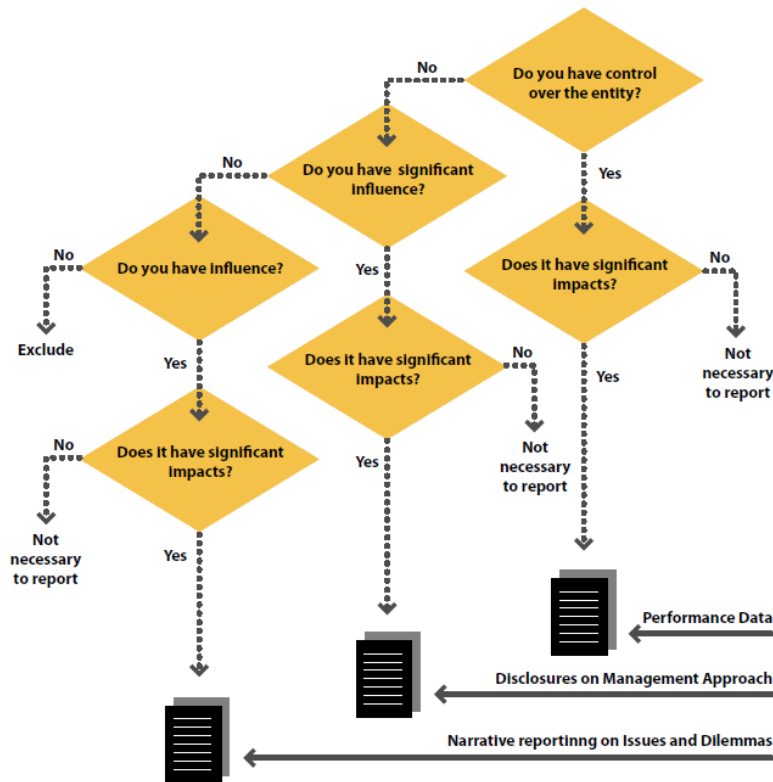 No
Do you have control
over the entity?
No
Do you have  significant
influence?
Yes
No
Do you have influence?
Yes
Does it have significant
impacts?
No
Exclude
Yes
Does it have significant
impacts?
No
Yes
Not
necessary
to report
No
Does it have significant
impacts?
Yes
Not
necessary
to report
Not
necessary
to report
Yes
Performance Data
Disclosures on Management Approach
Narrative reportinng on Issues and Dilemmas